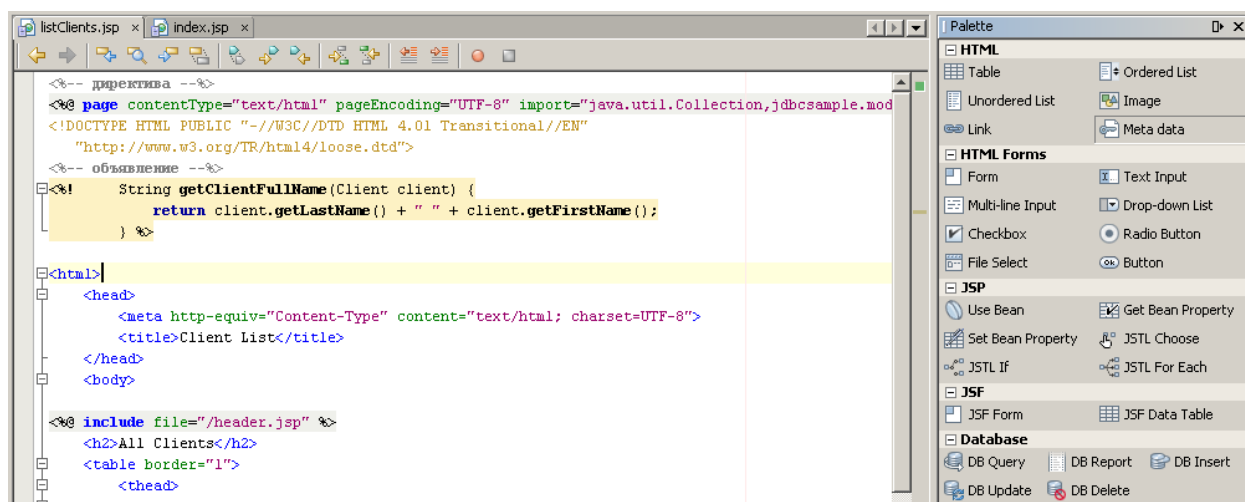 listClients.jsp × index.jsp ×
<%-- директива --%>
<%@ page contentType="text/html" pageEncoding="UTF-8" import="java.util.Collection,jdbcsample.mod
<!DOCTYPE HTML PUBLIC "-//W3C//DTD HTML 4.01 Transitional//EN"
"http://www.w3.org/TR/html4/loose.dtd">
<%-- объявление --%>
<%! String getClientFullName(Client client) {
return client.getLastName() + " " + client.getFirstName();
} %>
<html>
<head>
<meta http-equiv="Content-Type" content="text/html; charset=UTF-8">
<title>Client List</title>
</head>
<body>
<%@ include file="/header.jsp" %>
<h2>All Clients</h2>
<table border="1">
<thead>
Palette
HTML
Table Ordered List
Unordered List Image
Link Meta data
HTML Forms
Form Text Input
Multi-line Input Drop-down List
Checkbox Radio Button
File Select Button
JSP
Use Bean Get Bean Property
Set Bean Property JSTL Choose
JSTL If JSTL For Each
JSF
JSF Form JSF Data Table
Database
DB Query DB Report DB Insert
DB Update DB Delete